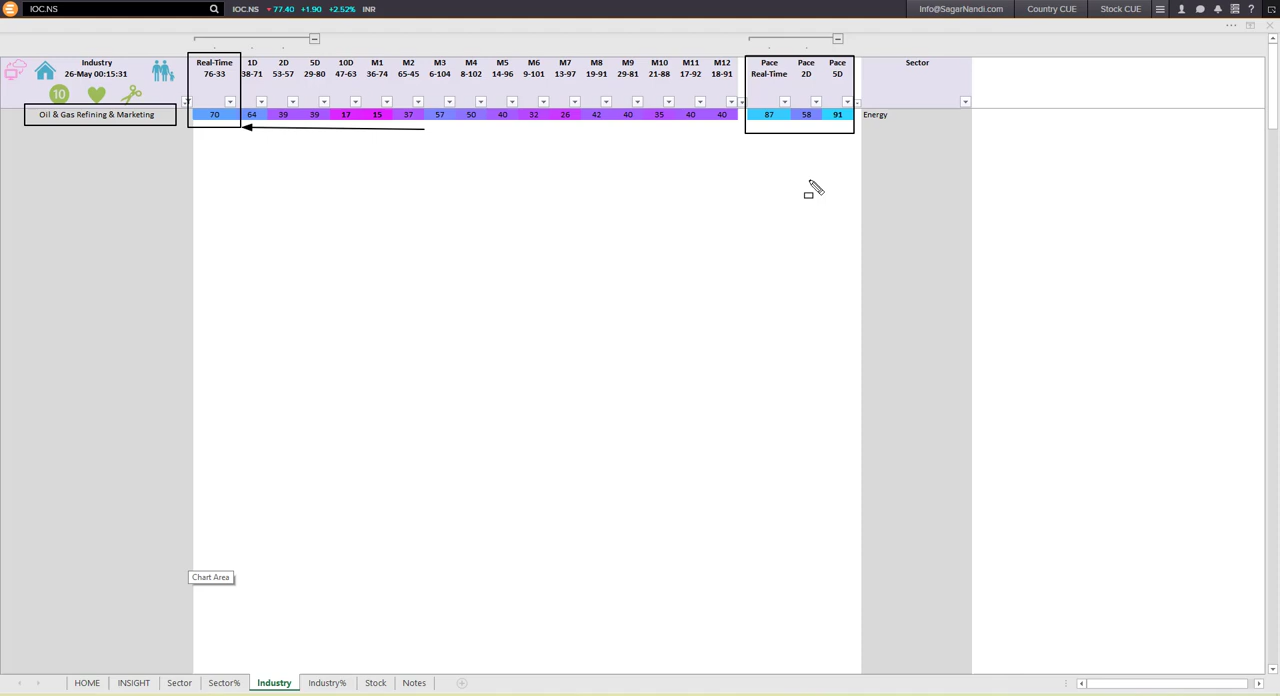 IOC.NS IOC.NS 77.40 +1.90 +2.52% INR Info@SagarNandi.com Country CUE Stock CUE
Industry
26-May 00:15:31
10
Real-Time 1D 2D 5D 10D M1 M2 M3 M4 M5 M6 M7 M8 M9 M10 M11 M12 Pace Pace Pace Sector
76-33 38-71 53-57 29-80 47-63 36-74 65-45 6-104 8-102 14-96 9-101 13-97 19-91 29-81 21-88 17-92 18-91 Real-Time 2D 5D
Oil & Gas Refining & Marketing 70 64 39 39 17 15 37 57 50 40 32 26 42 40 35 40 40 87 58 91 Energy
Chart Area
HOME INSIGHT Sector Sector% Industry Industry% Stock Notes